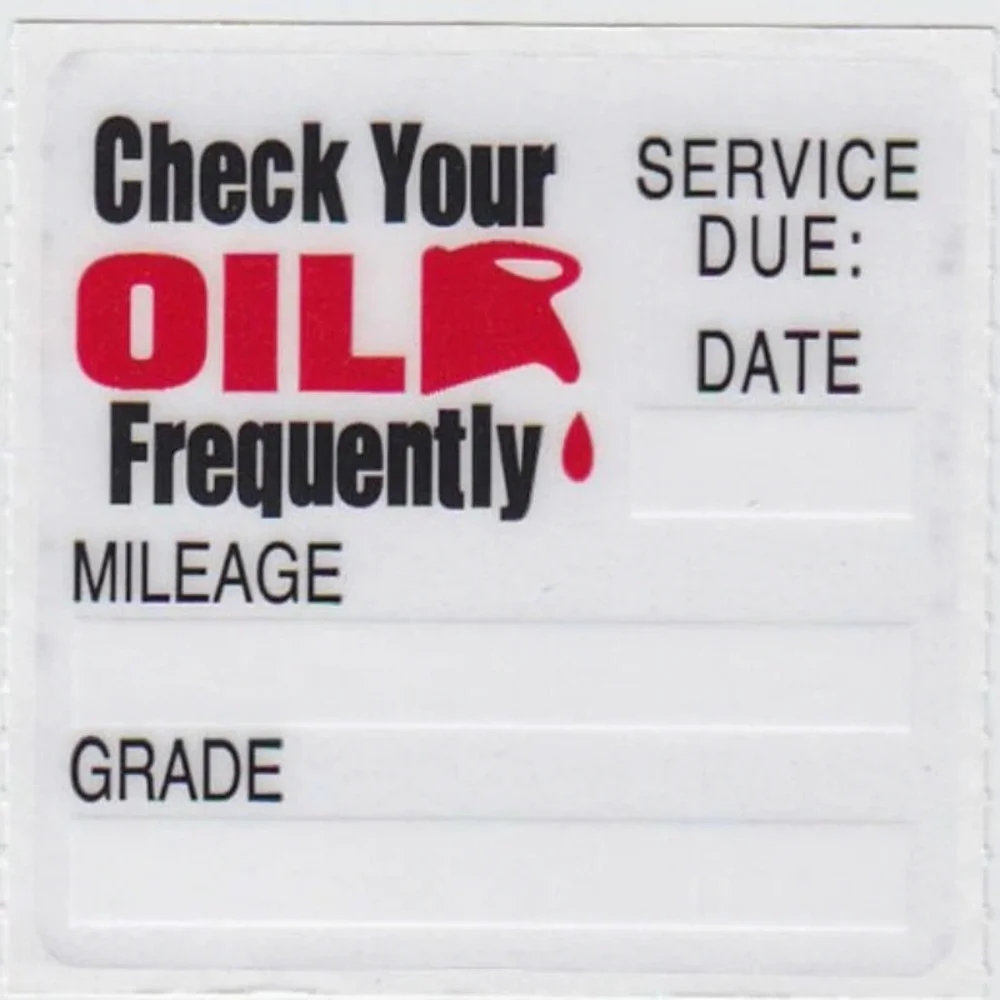 Check Your
OIL
Frequently
SERVICE
DUE:
DATE
MILEAGE
GRADE